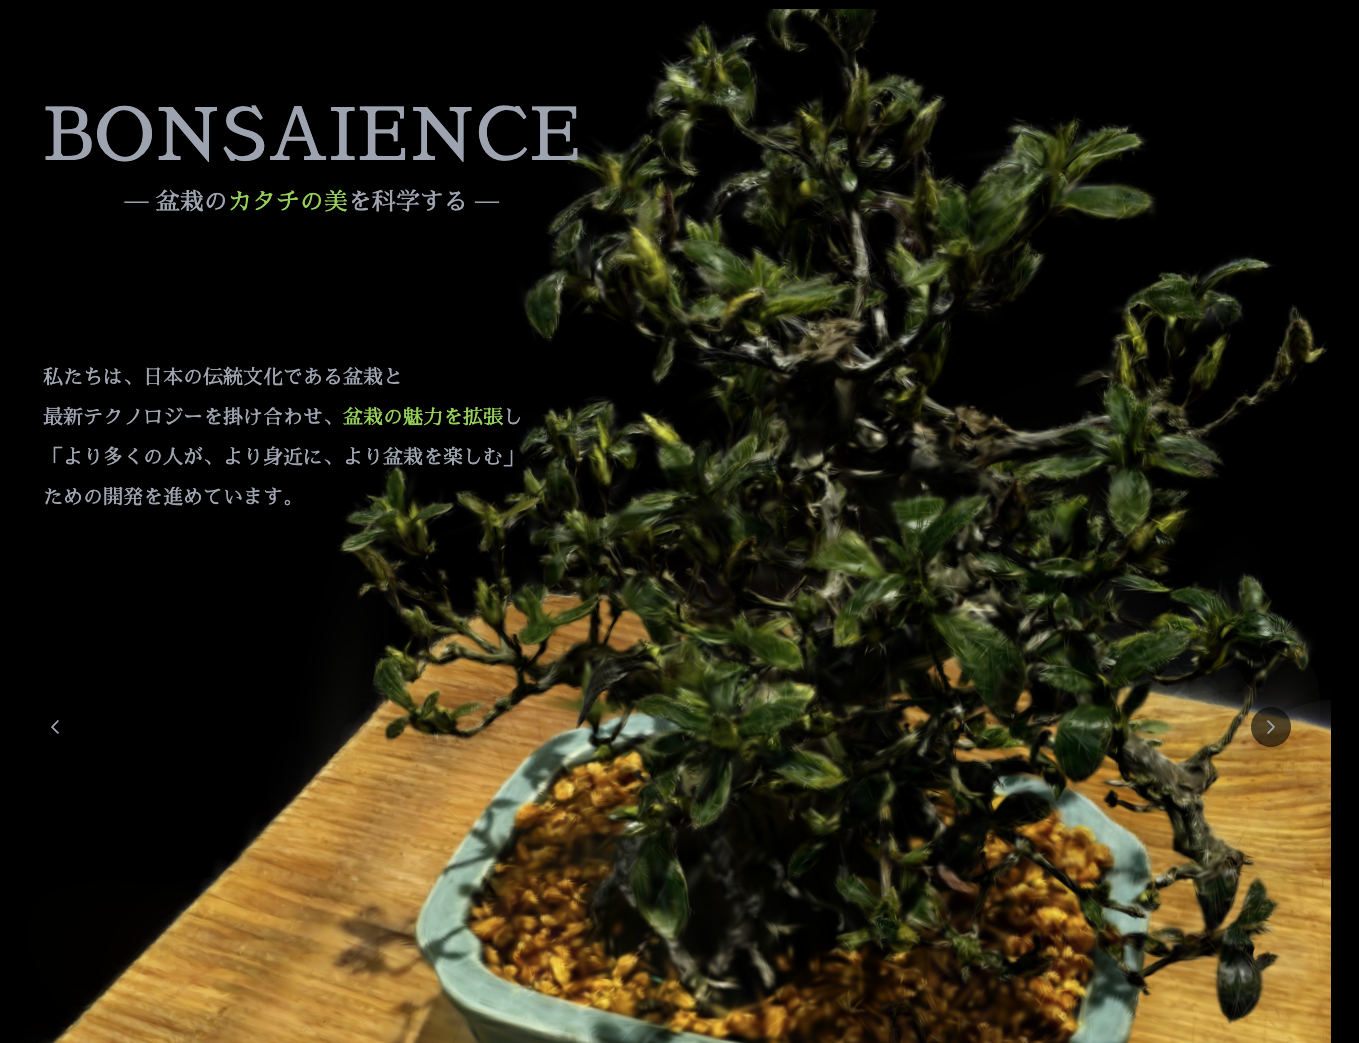 BONSAIENCE
— 盆栽のカタチの美を科学する —
私たちは、日本の伝統文化である盆栽と
最新テクノロジーを掛け合わせ、盆栽の魅力を拡張し
「より多くの人が、より身近に、より盆栽を楽しむ」
ための開発を進めています。